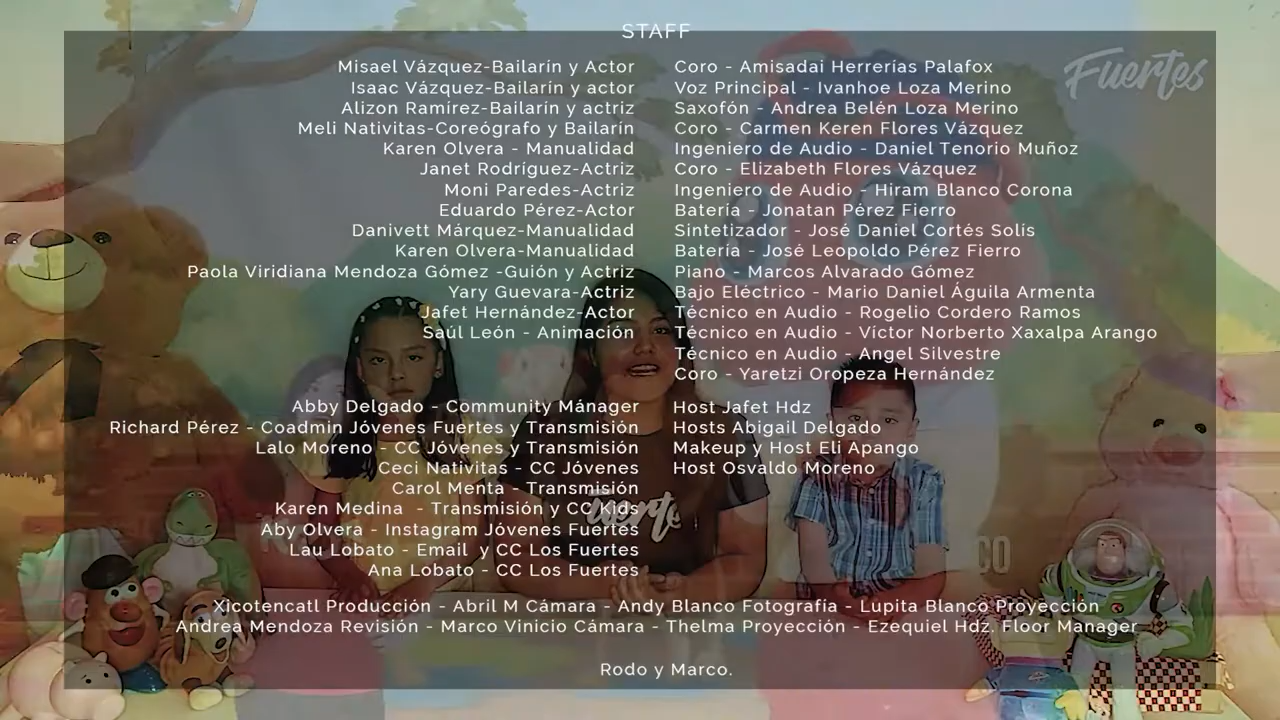 STAFF
Misael Vázquez-Bailarín y Actor
Isaac Vázquez-Bailarín y actor
Alizon Ramírez-Bailarín y actriz
Meli Nativitas-Coreógrafo y Bailarín
Karen Olvera - Manualidad
Janet Rodríguez-Actriz
Moni Paredes-Actriz
Eduardo Pérez-Actor
Danivett Márquez-Manualidad
Karen Olvera-Manualidad
Paola Viridiana Mendoza Gómez -Guión y Actriz
Yary Guevara-Actriz
Jafet Hernández-Actor
Saúl León - Animación
Coro - Amisadai Herrerías Palafox
Voz Principal - Ivanhoe Loza Merino
Saxofón - Andrea Belén Loza Merino
Coro - Carmen Keren Flores Vázquez
Ingeniero de Audio - Daniel Tenorio Muñoz
Coro - Elizabeth Flores Vázquez
Ingeniero de Audio - Hiram Blanco Corona
Batería - Jonatan Pérez Fierro
Sintetizador - José Daniel Cortés Solis
Batería - José Leopoldo Pérez Fierro
Piano - Marcos Alvarado Gómez
Bajo Eléctrico - Mario Daniel Águila Armenta
Técnico en Audio - Rogelio Cordero Ramos
Técnico en Audio - Víctor Norberto Xaxalpa Arango
Técnico en Audio - Angel Silvestre
Coro - Yaretzi Oropeza Hernández
Fuertes
Abby Delgado - Community Mánager
Richard Pérez - Coadmin Jóvenes Fuertes y Transmisión
Lalo Moreno - CC Jóvenes y Transmisión
Ceci Nativitas - CC Jóvenes
Carol Menta - Transmisión
Karen Medina  - Transmisión y CC Kids
Aby Olvera - Instagram Jóvenes Fuertes
Lau Lobato - Email  y CC Los Fuertes
Ana Lobato - CC Los Fuertes
Host Jafet Hdz
Hosts Abigail Delgado
Makeup y Host Eli Apango
Host Osvaldo Moreno
Xicotencatl Producción - Abril M Cámara - Andy Blanco Fotografía - Lupita Blanco Proyección
Andrea Mendoza Revisión - Marco Vinicio Cámara - Thelma Proyección - Ezequiel Hdz. Floor Manager
Rodo y Marco.